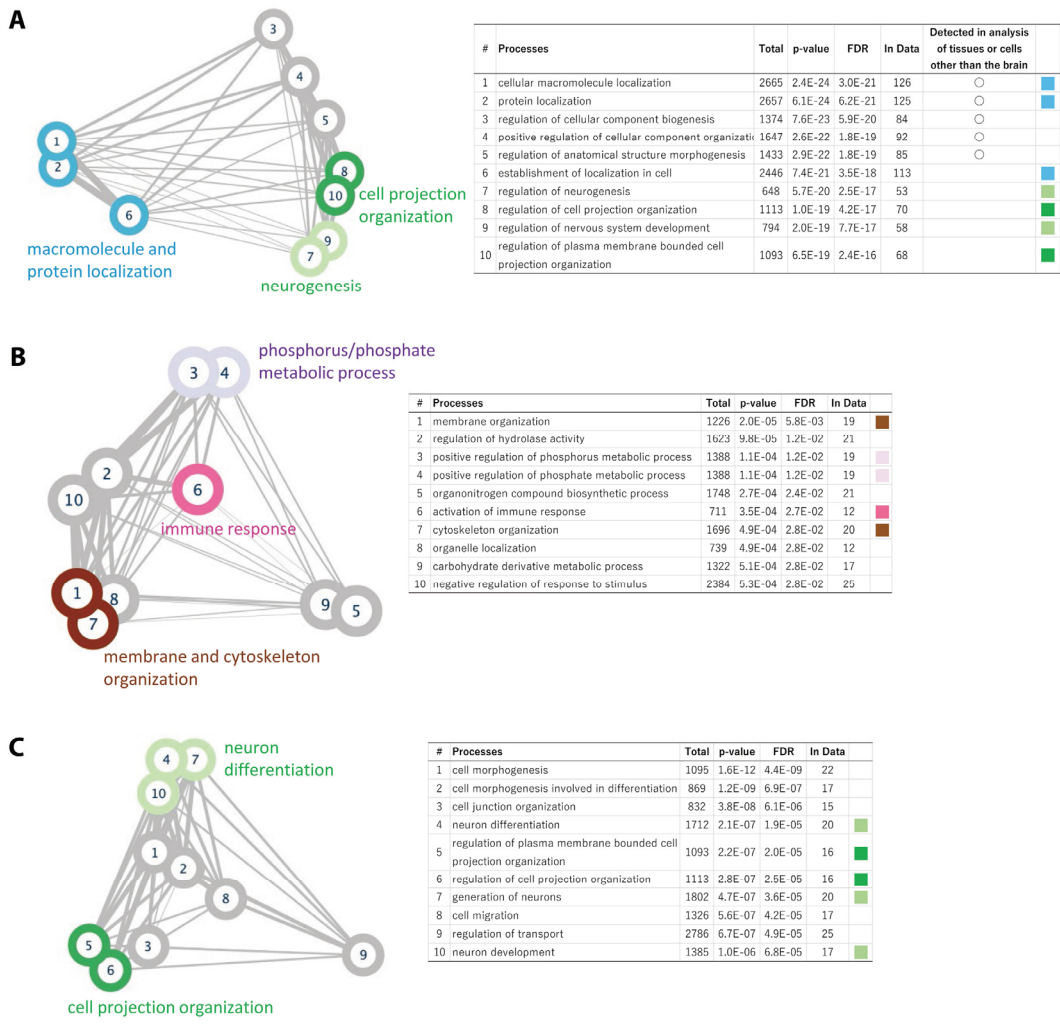 A
3
4
5
1
2
8
10
6
9
7
cell projection
organization
macromolecule and
protein localization
neurogenesis
# Processes Total p-value FDR In Data Detected in analysis of tissues or cells other than the brain
1 cellular macromolecule localization 2665 2.4E-24 3.0E-21 126 ○
2 protein localization 2657 6.1E-24 6.2E-21 125 ○
3 regulation of cellular component biogenesis 1374 7.6E-23 5.9E-20 84 ○
4 positive regulation of cellular component organizatio 1647 2.6E-22 1.8E-19 92 ○
5 regulation of anatomical structure morphogenesis 1433 2.9E-22 1.8E-19 85 ○
6 establishment of localization in cell 2446 7.4E-21 3.5E-18 113
7 regulation of neurogenesis 648 5.7E-20 2.5E-17 53
8 regulation of cell projection organization 1113 1.0E-19 4.2E-17 70
9 regulation of nervous system development 794 2.0E-19 7.7E-17 58
10 regulation of plasma membrane bounded cell projection organization 1093 6.5E-19 2.4E-16 68
B
phosphorus/phosphate
metabolic process
3
4
2
10
6
immune response
1
8
7
9
5
membrane and cytoskeleton
organization
# Processes Total p-value FDR In Data
1 membrane organization 1226 2.0E-05 5.8E-03 19
2 regulation of hydrolase activity 1623 9.8E-05 1.2E-02 21
3 positive regulation of phosphorus metabolic process 1388 1.1E-04 1.2E-02 19
4 positive regulation of phosphate metabolic process 1388 1.1E-04 1.2E-02 19
5 organonitrogen compound biosynthetic process 1748 2.7E-04 2.4E-02 21
6 activation of immune response 711 3.5E-04 2.7E-02 12
7 cytoskeleton organization 1696 4.9E-04 2.8E-02 20
8 organelle localization 739 4.9E-04 2.8E-02 12
9 carbohydrate derivative metabolic process 1322 5.1E-04 2.8E-02 17
10 negative regulation of response to stimulus 2384 5.3E-04 2.8E-02 25
C
neuron
differentiation
4
7
10
1
2
8
5
3
6
9
cell projection organization
# Processes Total p-value FDR In Data
1 cell morphogenesis 1095 1.6E-12 4.4E-09 22
2 cell morphogenesis involved in differentiation 869 1.2E-09 6.9E-07 17
3 cell junction organization 832 3.8E-08 6.1E-06 15
4 neuron differentiation 1712 2.1E-07 1.9E-05 20
5 regulation of plasma membrane bounded cell projection organization 1093 2.2E-07 2.0E-05 16
6 regulation of cell projection organization 1113 2.8E-07 2.5E-05 16
7 generation of neurons 1802 4.7E-07 3.6E-05 20
8 cell migration 1326 5.6E-07 4.2E-05 17
9 regulation of transport 2786 6.7E-07 4.9E-05 25
10 neuron development 1385 1.0E-06 6.8E-05 17